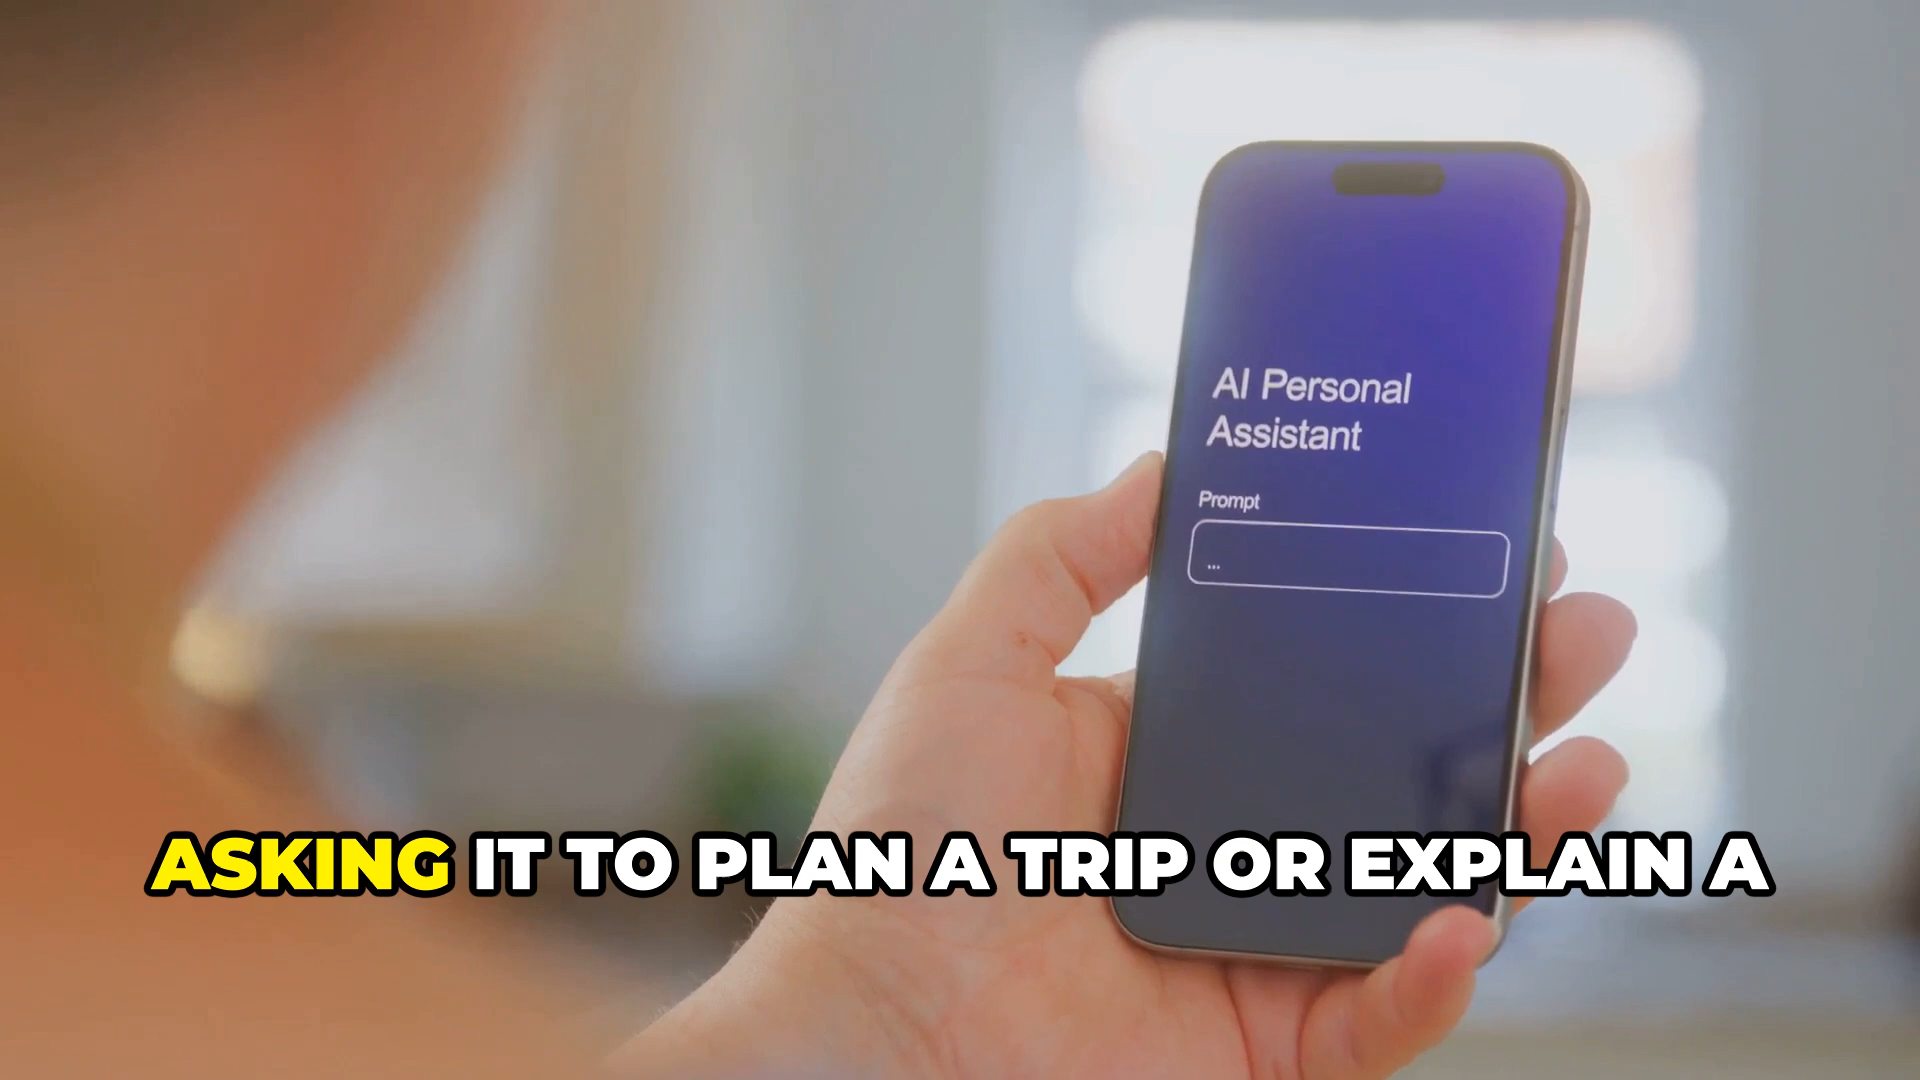 AI Personal
Assistant
Prompt
...
ASKING IT TO PLAN A TRIP OR EXPLAIN A